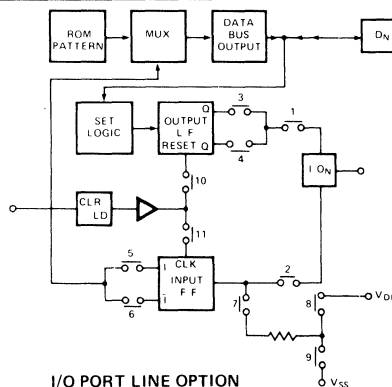 ROM
PATTERN
MUX
DATA
BUS
OUTPUT
DN
SET
LOGIC
OUTPUT
L F
RESET
Q
Q
3
4
1
I ON
10
CLR
LD
11
5
6
I
I
CLK
INPUT
F F
2
7
8
9
VSS
I/O PORT LINE OPTION